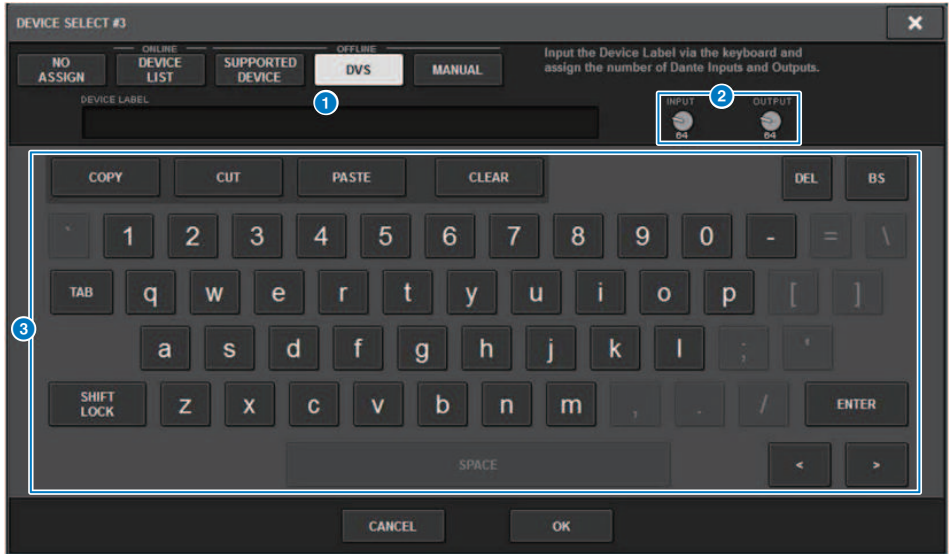 DEVICE SELECT #3
×
ONLINE
OFFLINE
NO ASSIGN
DEVICE LIST
SUPPORTED DEVICE
DVS
MANUAL
Input the Device Label via the keyboard and
assign the number of Dante Inputs and Outputs.
1
DEVICE LABEL
2
INPUT
OUTPUT
64
64
COPY CUT PASTE CLEAR DEL BS
` 1 2 3 4 5 6 7 8 9 0 - = \
TAB q w e r t y u i o p [ ]
3
a s d f g h j k l ; '
SHIFT LOCK z x c v b n m , . / ENTER
SPACE < >
CANCEL OK